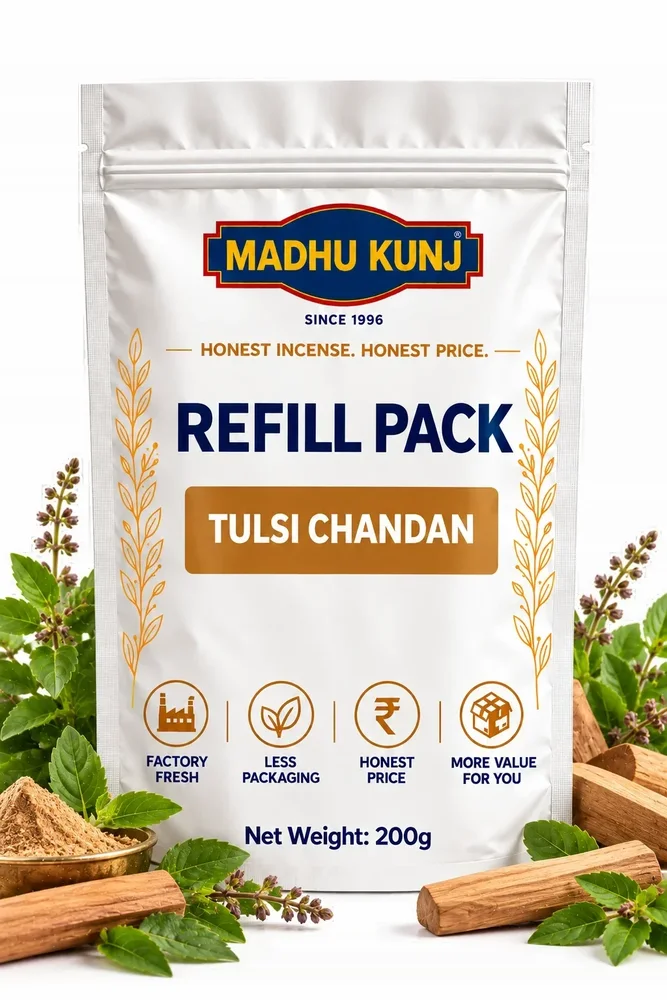 MADHU KUNJ®
SINCE 1996
HONEST INCENSE. HONEST PRICE.
REFILL PACK
TULSI CHANDAN
FACTORY
FRESH
LESS
PACKAGING
₹
HONEST
PRICE
MORE VALUE
FOR YOU
Net Weight: 200g